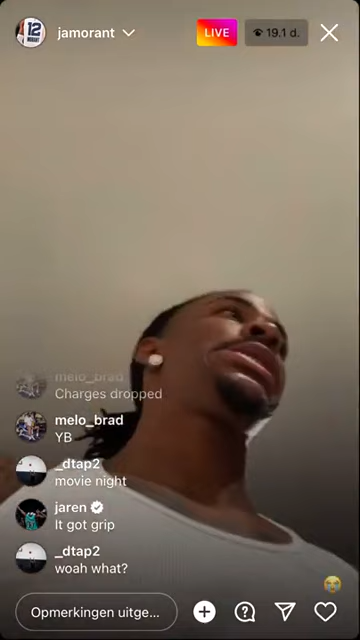 12
MORANT
jamorant
LIVE
19.1 d.
melo_brad
Charges dropped
melo_brad
YB
_dtap2
movie night
jaren
It got grip
_dtap2
woah what?
Opmerkingen uitge...